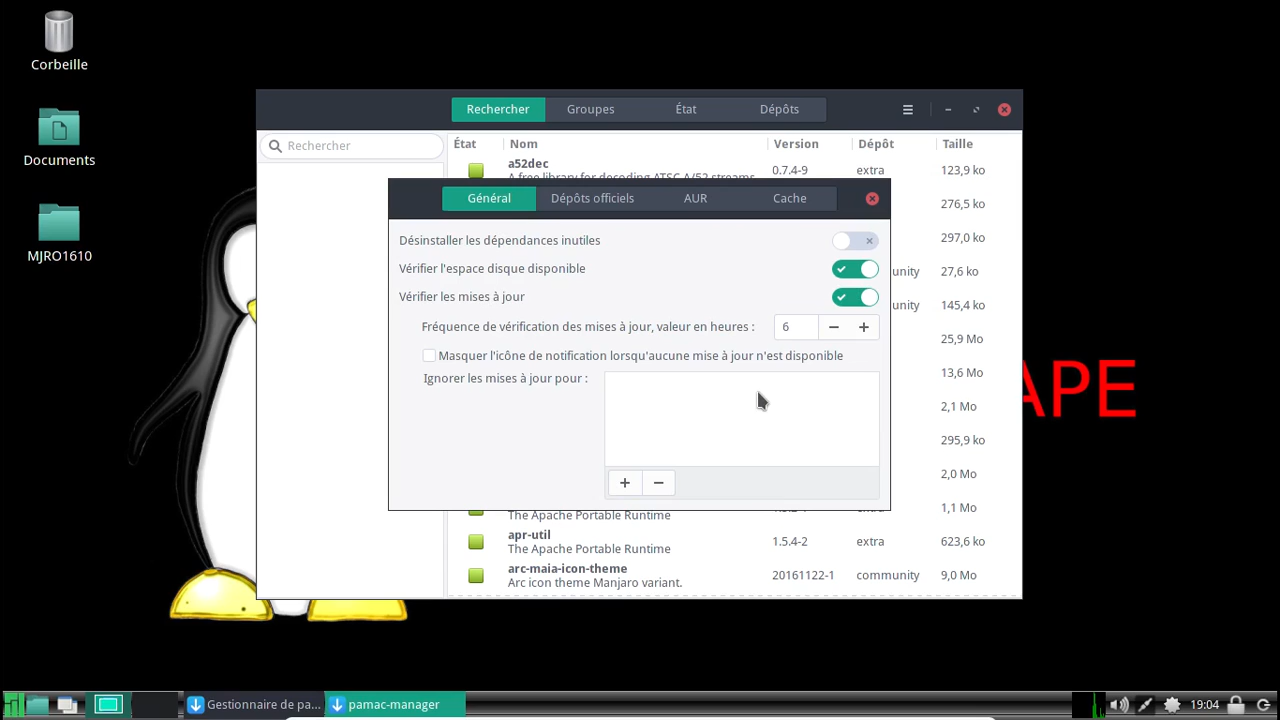 Corbeille
Documents
MJRO1610
Rechercher Groupes État Dépôts
Rechercher
État Nom Version Dépôt Taille
a52dec 0.7.4-9 extra 123,9 ko
A free library for decoding ATSC A/52 streams
276,5 ko
297,0 ko
27,6 ko
145,4 ko
25,9 Mo
13,6 Mo
2,1 Mo
295,9 ko
2,0 Mo
1,1 Mo
Général Dépôts officiels AUR Cache
Désinstaller les dépendances inutiles
Vérifier l'espace disque disponible
Vérifier les mises à jour
Fréquence de vérification des mises à jour, valeur en heures : 6
Masquer l'icône de notification lorsqu'aucune mise à jour n'est disponible
Ignorer les mises à jour pour :
The Apache Portable Runtime
apr-util 1.5.4-2 extra 623,6 ko
The Apache Portable Runtime
arc-maia-icon-theme 20161122-1 community 9,0 Mo
Arc icon theme Manjaro variant.
APE
Gestionnaire de pa... pamac-manager 19:04